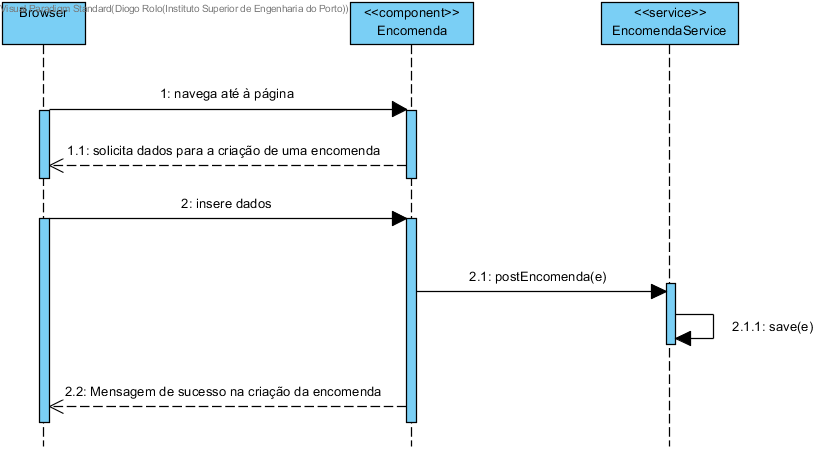 Visual Paradigm Standard(Diogo Rolo(Instituto Superior de Engenharia do Porto))
Browser
<<component>>
Encomenda
<<service>>
EncomendaService
1: navega até à página
1.1: solicita dados para a criação de uma encomenda
2: insere dados
2.1: postEncomenda(e)
2.1.1: save(e)
2.2: Mensagem de sucesso na criação da encomenda